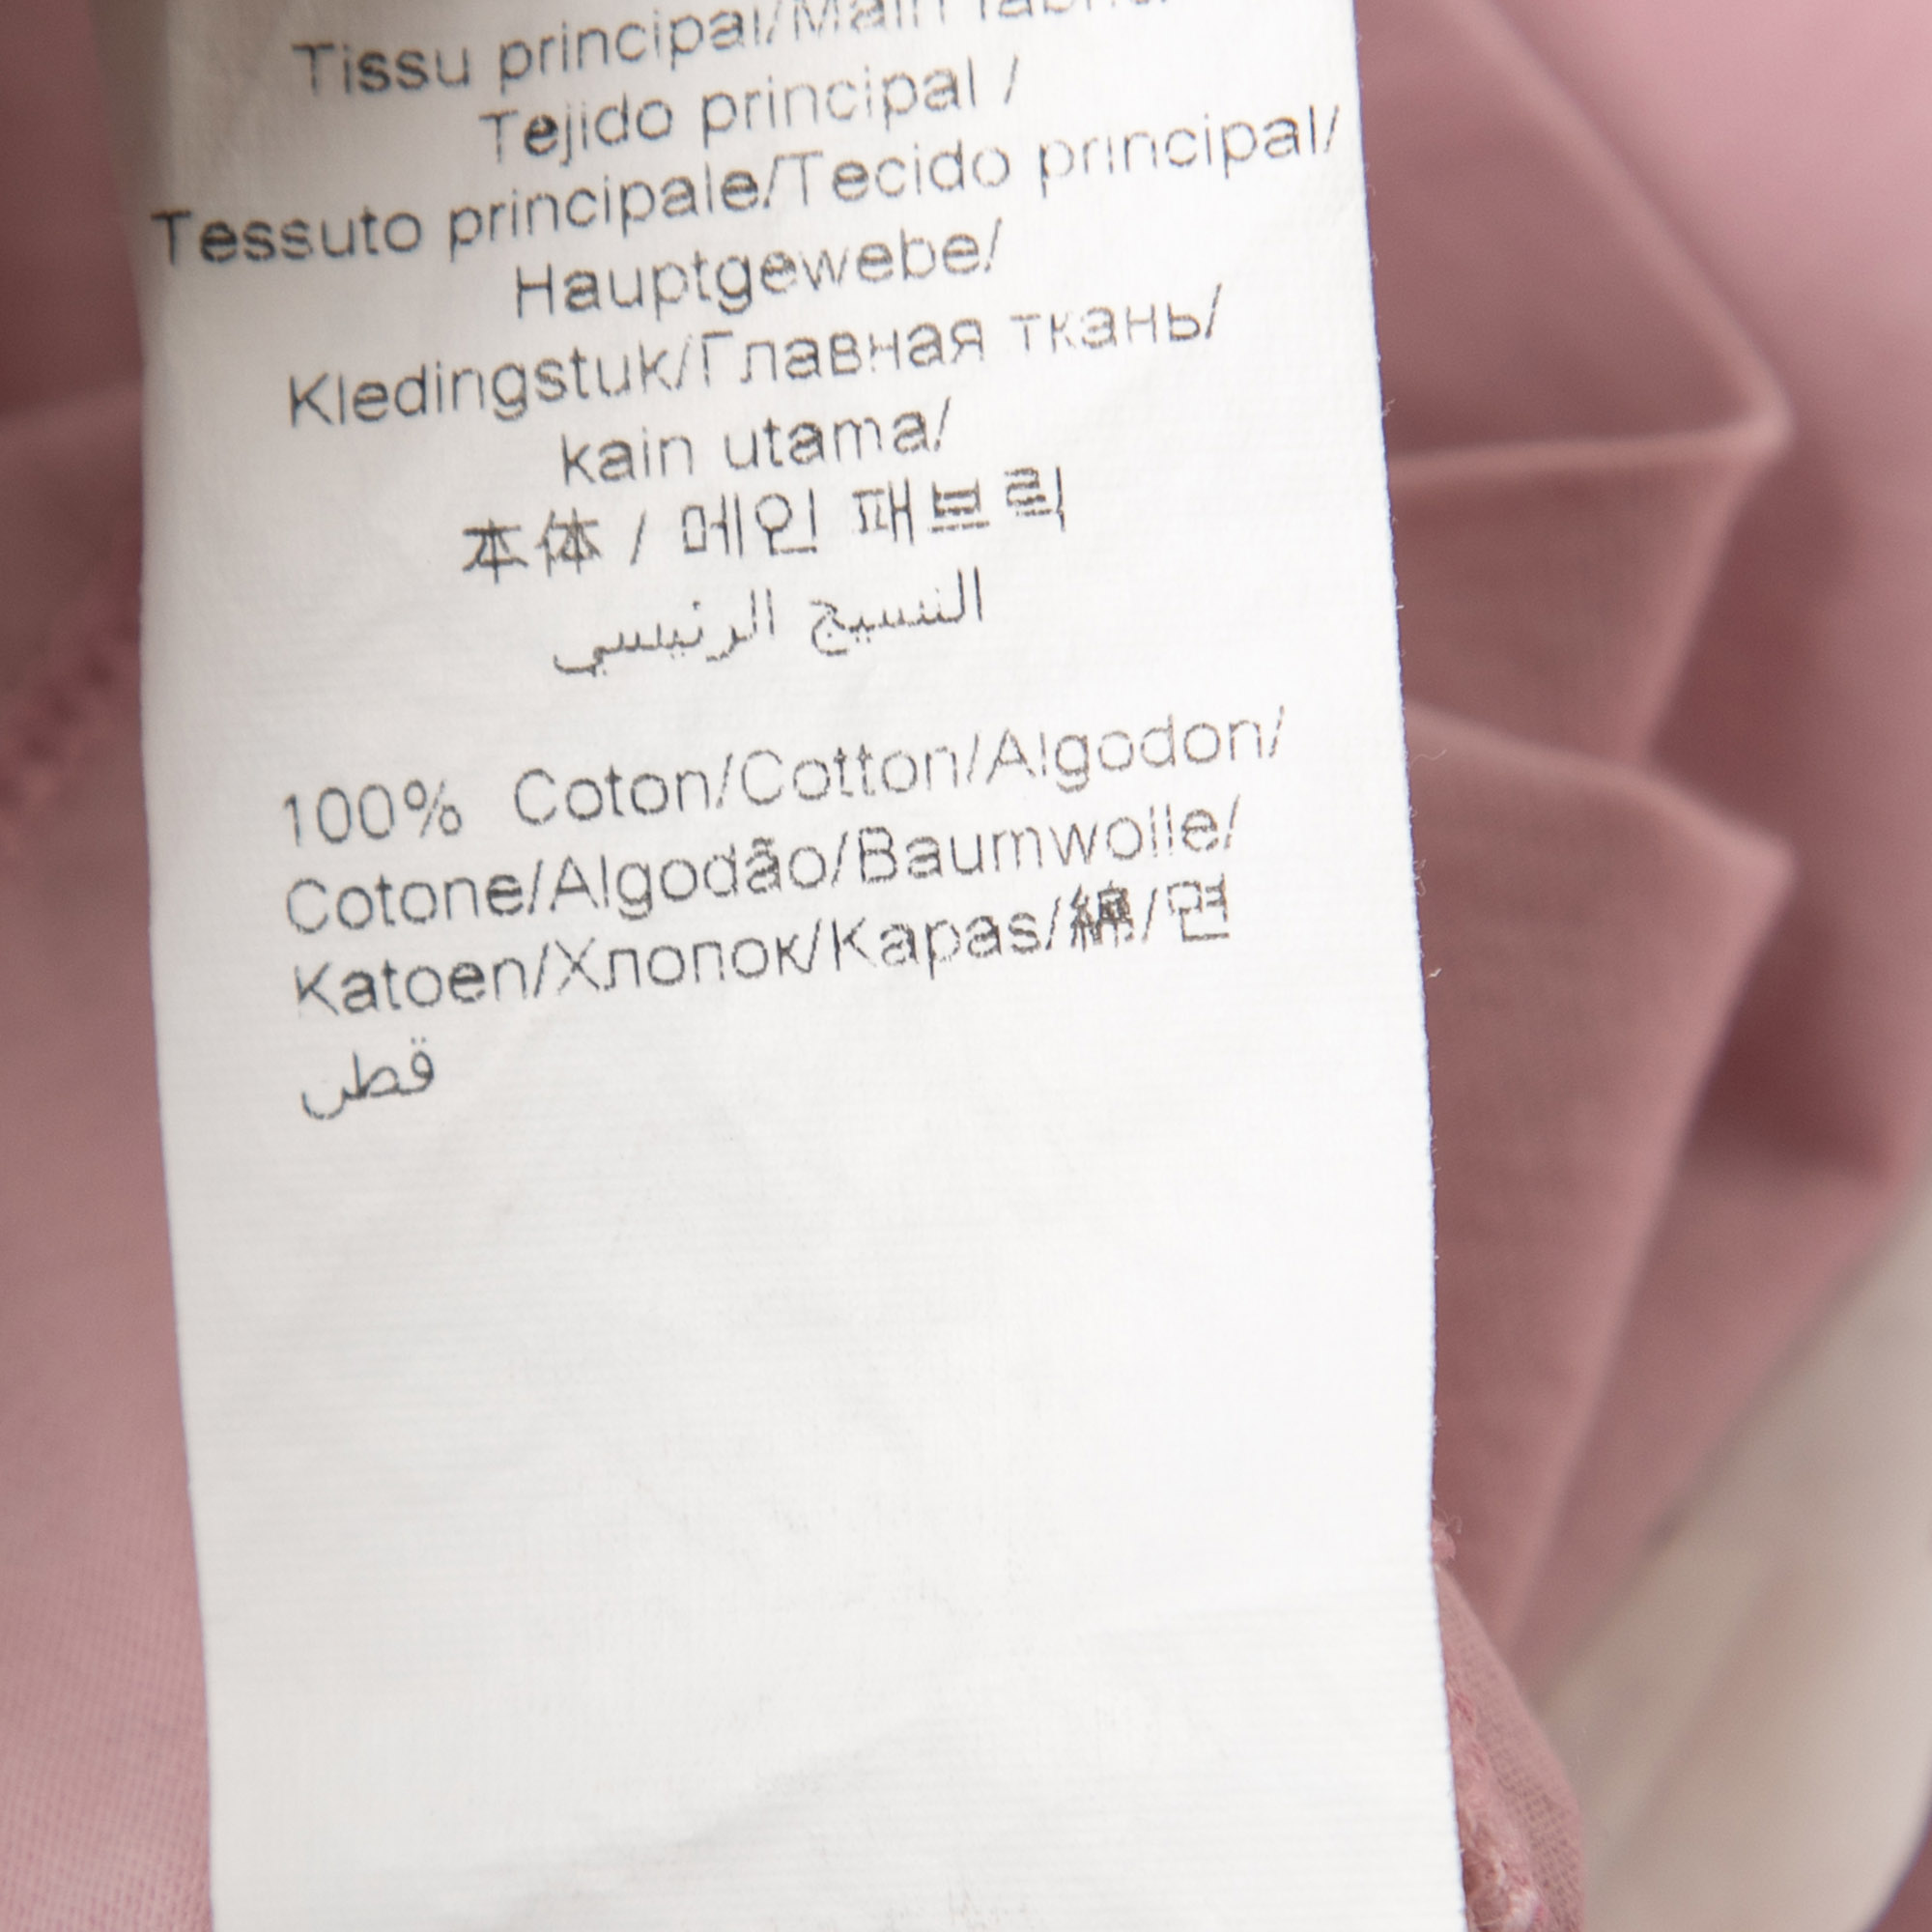 Tissu principal/Main fabric/
Tejido principal /
Tessuto principale/Tecido principal/
Hauptgewebe/
Kledingstuk/Главная ткань/
kain utama/
本体 / 메인 패브릭
النسيج الرئيسي
100% Coton/Cotton/Algodon/
Cotone/Algodão/Baumwolle/
Katoen/Хлопок/Kapas/綿/면
قطن